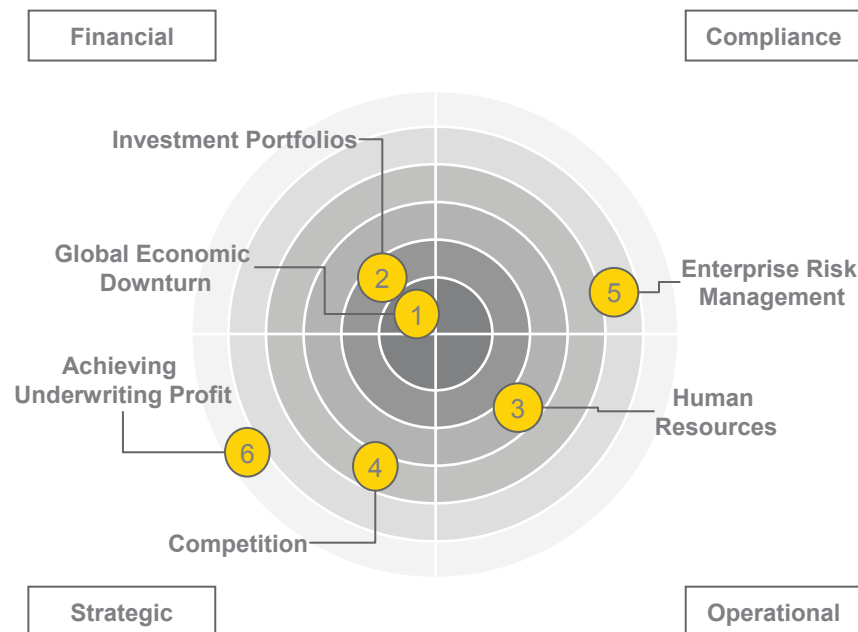 Financial
Compliance
Investment Portfolios
Global Economic
Downturn
2
1
5
Enterprise Risk
Management
Achieving
Underwriting Profit
3
Human
Resources
6
4
Competition
Strategic
Operational